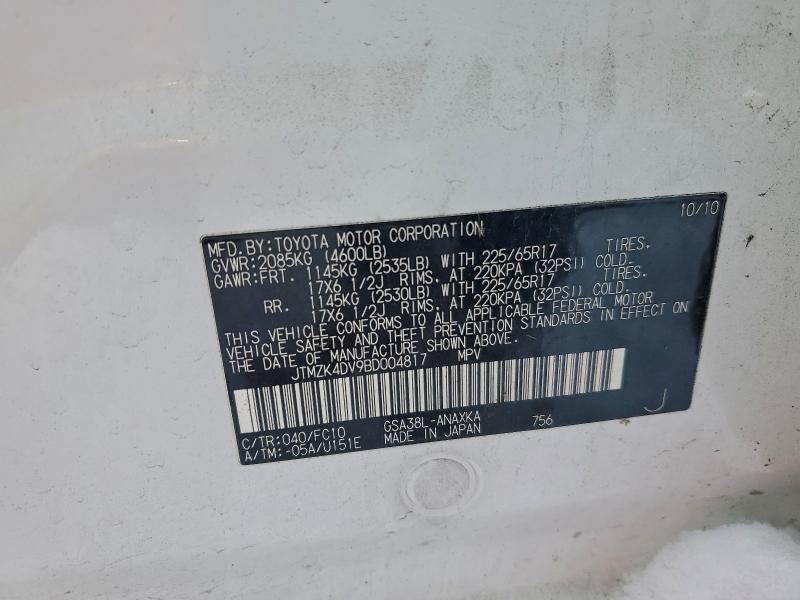 10/10
MFD.BY:TOYOTA MOTOR CORPORATION
GVWR:2085KG (4600LB)
GAWR:FRT. 1145KG (2535LB) WITH 225/65R17 TIRES.
17X6 1/2J RIMS. AT 220KPA (32PSI) COLD.
RR. 1145KG (2530LB) WITH 225/65R17 TIRES.
17X6 1/2J RIMS. AT 220KPA (32PSI) COLD.
THIS VEHICLE CONFORMS TO ALL APPLICABLE FEDERAL MOTOR
VEHICLE SAFETY AND THEFT PREVENTION STANDARDS IN EFFECT ON
THE DATE OF MANUFACTURE SHOWN ABOVE.
JTMZK4DV9BD004817 MPV
C/TR:040/FC10 GSA38L-ANAXKA 756 J
A/TM:-05A/U151E MADE IN JAPAN